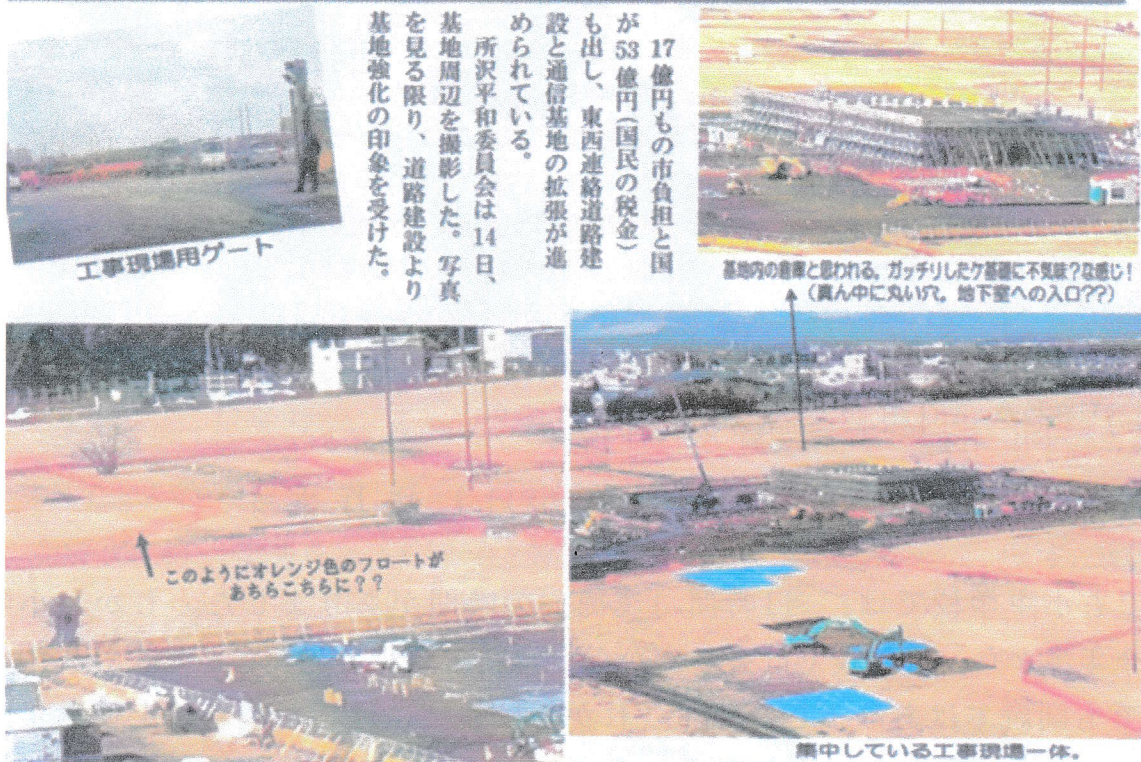 17億円もの市負担と国
が53億円(国民の税金)
も出し、東西連絡道路建
設と通信基地の拡張が進
められている。
所沢平和委員会は14日、
基地周辺を撮影した。写真
を見る限り、道路建設より
基地強化の印象を受けた。
工事現場用ゲート
基地内の倉庫と思われる。ガッチリしたケ基礎に不気味?な感じ!
(真ん中に丸い穴。地下室への入口??)
このようにオレンジ色のフロートが
あちらこちらに??
集中している工事現場一体。